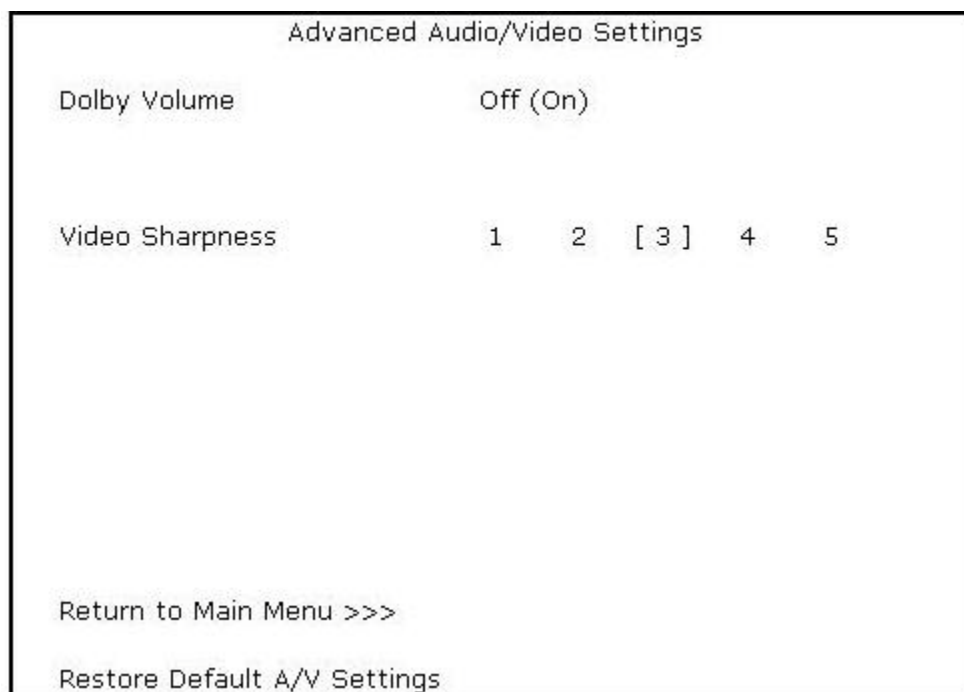 Advanced Audio/Video Settings
Dolby Volume Off (On)
Video Sharpness 1 2 [ 3 ] 4 5
Return to Main Menu >>>
Restore Default A/V Settings